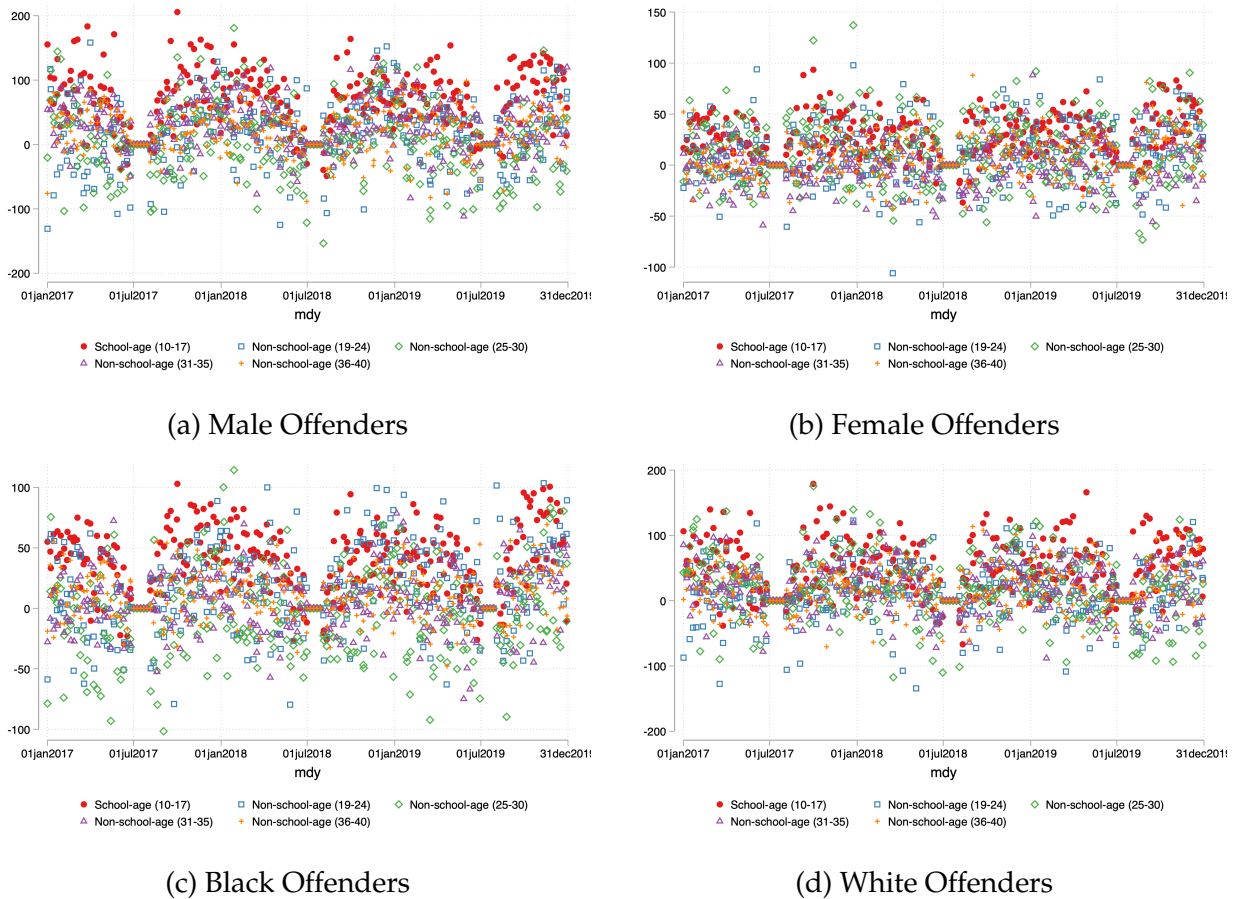 200
100
0
-100
-200
01jan2017 01jul2017 01jan2018 01jul2018 01jan2019 01jul2019 31dec2019
mdy
School-age (10-17) Non-school-age (19-24) Non-school-age (25-30)
Non-school-age (31-35) Non-school-age (36-40)
(a) Male Offenders
150
100
50
0
-50
-100
01jan2017 01jul2017 01jan2018 01jul2018 01jan2019 01jul2019 31dec2019
mdy
School-age (10-17) Non-school-age (19-24) Non-school-age (25-30)
Non-school-age (31-35) Non-school-age (36-40)
(b) Female Offenders
100
50
0
-50
-100
01jan2017 01jul2017 01jan2018 01jul2018 01jan2019 01jul2019 31dec2019
mdy
School-age (10-17) Non-school-age (19-24) Non-school-age (25-30)
Non-school-age (31-35) Non-school-age (36-40)
(c) Black Offenders
200
100
0
-100
-200
01jan2017 01jul2017 01jan2018 01jul2018 01jan2019 01jul2019 31dec2019
mdy
School-age (10-17) Non-school-age (19-24) Non-school-age (25-30)
Non-school-age (31-35) Non-school-age (36-40)
(d) White Offenders